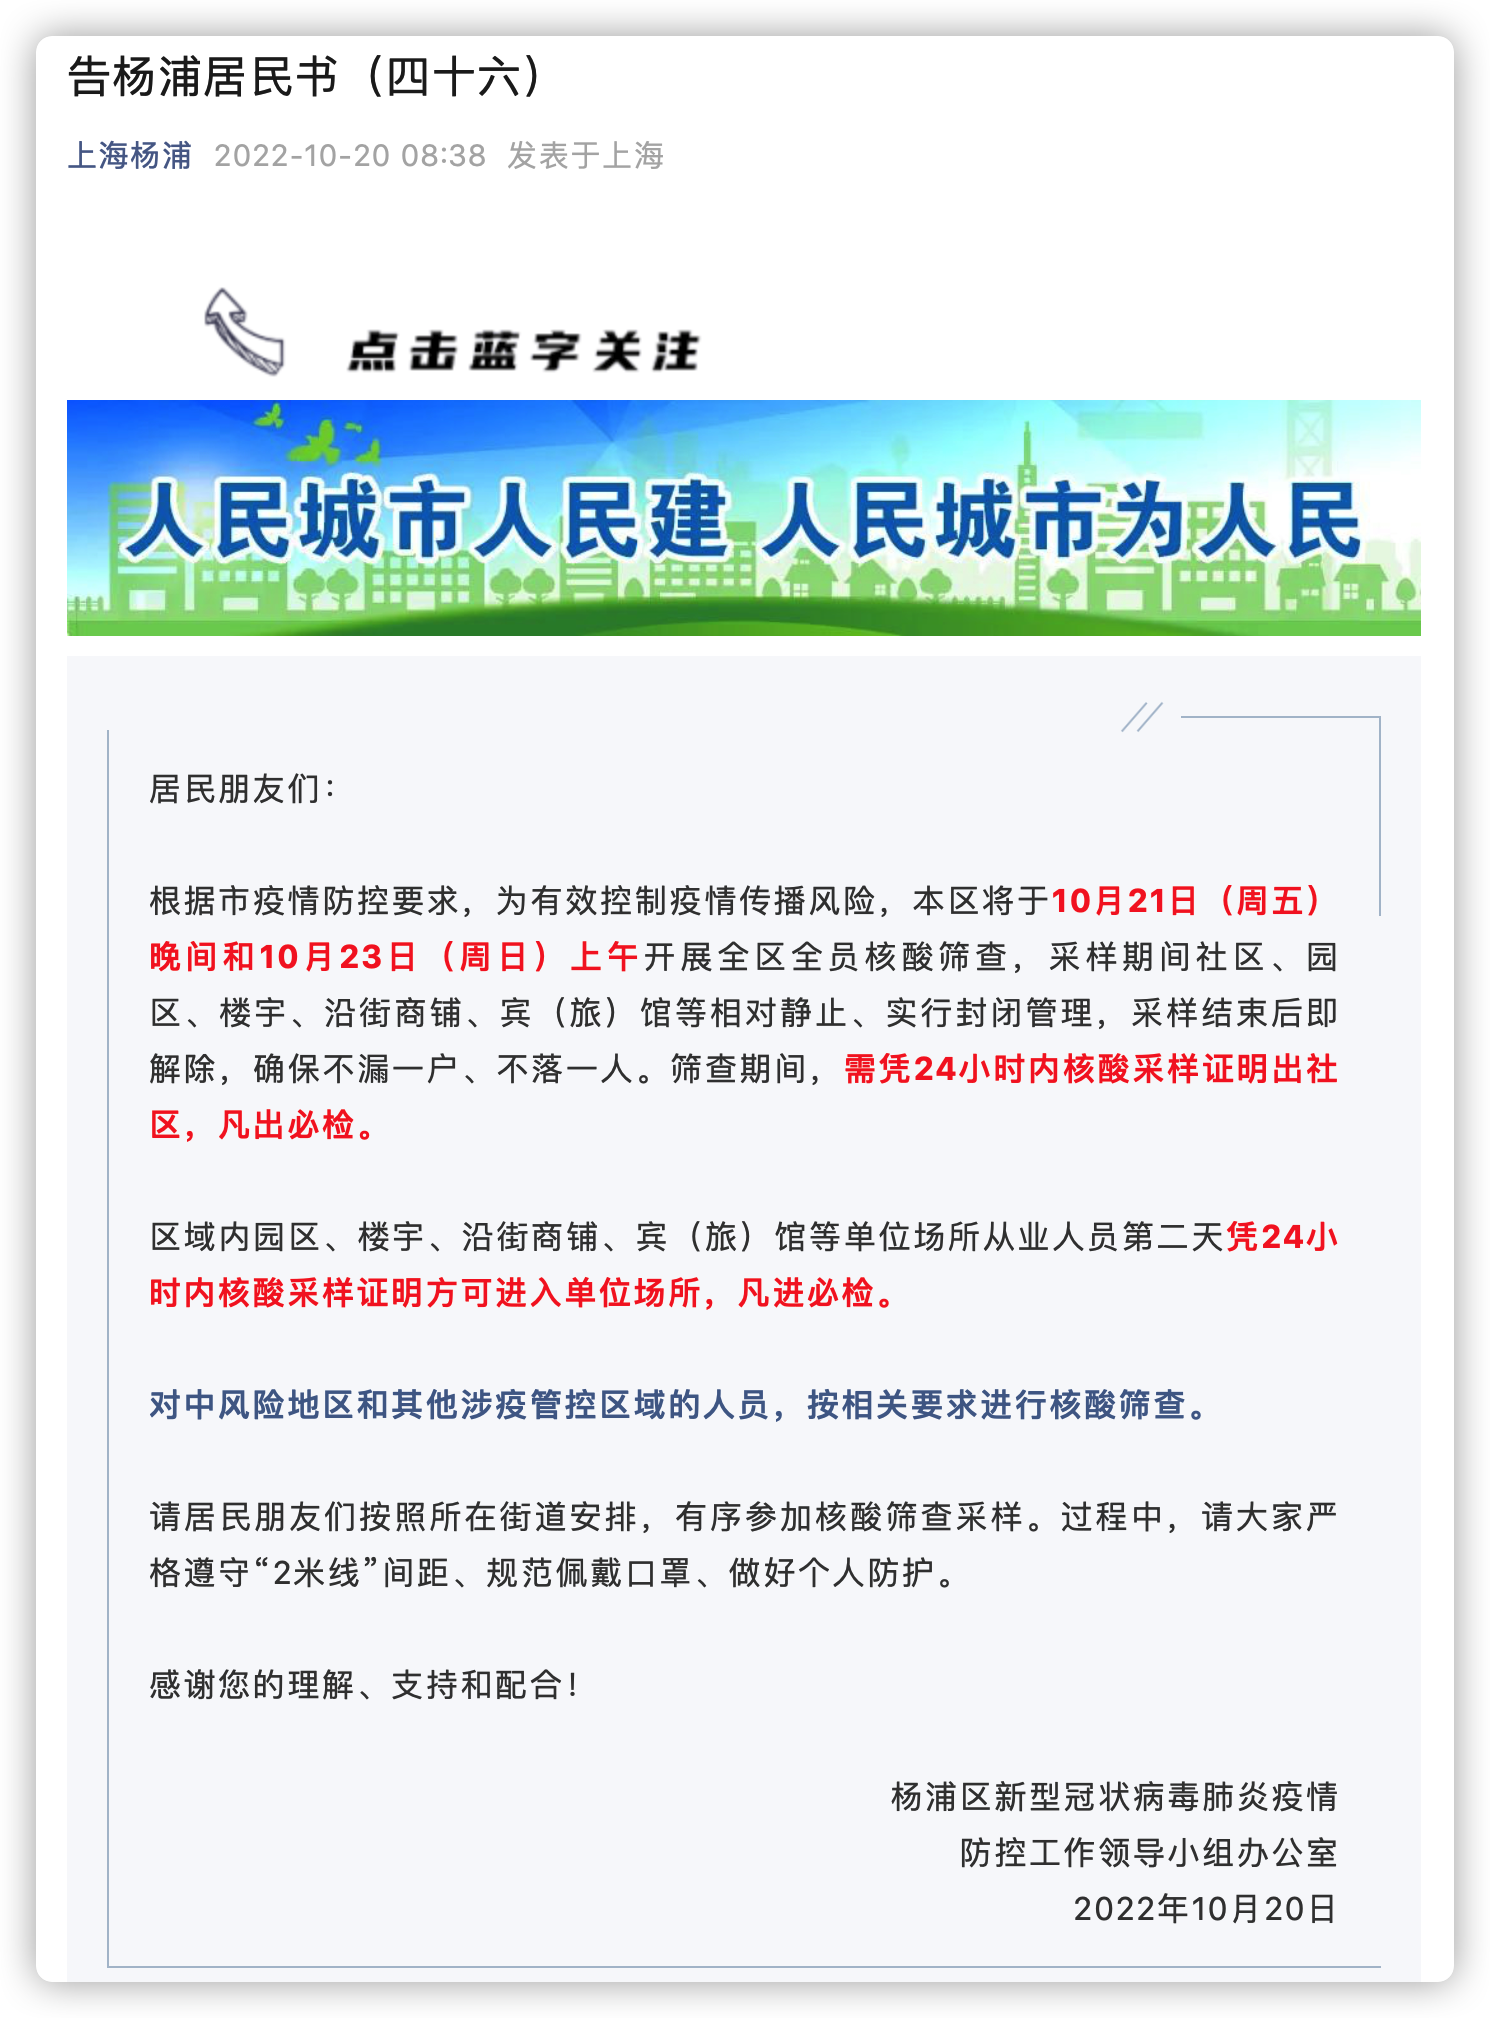 告杨浦居民书（四十六）
上海杨浦 2022-10-20 08:38 发表于上海
点击蓝字关注
人民城市人民建 人民城市为人民
居民朋友们：
根据市疫情防控要求，为有效控制疫情传播风险，本区将于10月21日（周五）
晚间和10月23日（周日）上午开展全区全员核酸筛查，采样期间社区、园
区、楼宇、沿街商铺、宾（旅）馆等相对静止、实行封闭管理，采样结束后即
解除，确保不漏一户、不落一人。筛查期间，需凭24小时内核酸采样证明出社
区，凡出必检。
区域内园区、楼宇、沿街商铺、宾（旅）馆等单位场所从业人员第二天凭24小
时内核酸采样证明方可进入单位场所，凡进必检。
对中风险地区和其他涉疫管控区域的人员，按相关要求进行核酸筛查。
请居民朋友们按照所在街道安排，有序参加核酸筛查采样。过程中，请大家严
格遵守“2米线”间距、规范佩戴口罩、做好个人防护。
感谢您的理解、支持和配合！
杨浦区新型冠状病毒肺炎疫情
防控工作领导小组办公室
2022年10月20日